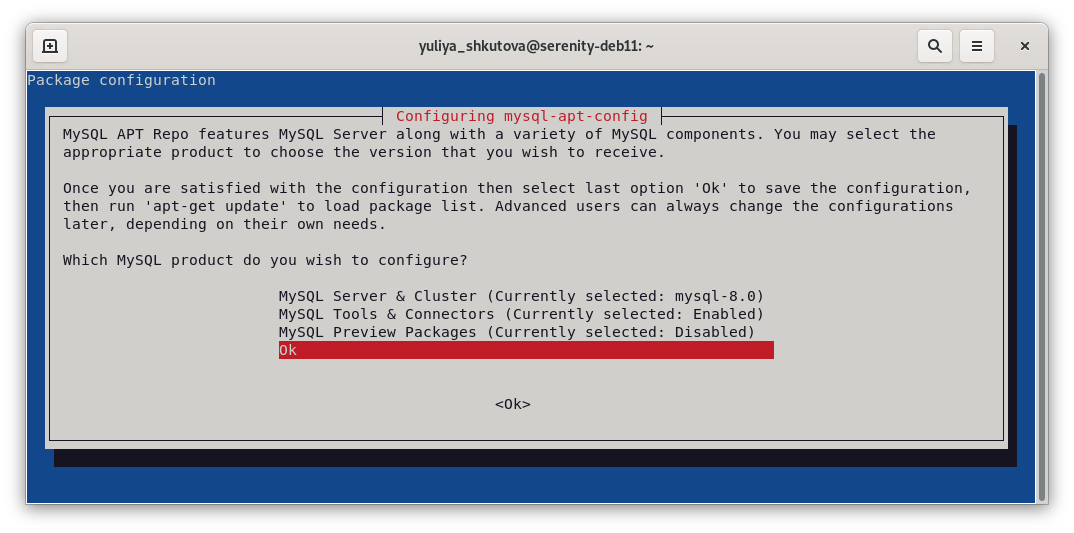 yuliya_shkutova@serenity-deb11: ~
Package configuration
Configuring mysql-apt-config
MySQL APT Repo features MySQL Server along with a variety of MySQL components. You may select the
appropriate product to choose the version that you wish to receive.
Once you are satisfied with the configuration then select last option 'Ok' to save the configuration,
then run 'apt-get update' to load package list. Advanced users can always change the configurations
later, depending on their own needs.
Which MySQL product do you wish to configure?
MySQL Server & Cluster (Currently selected: mysql-8.0)
MySQL Tools & Connectors (Currently selected: Enabled)
MySQL Preview Packages (Currently selected: Disabled)
Ok
<Ok>